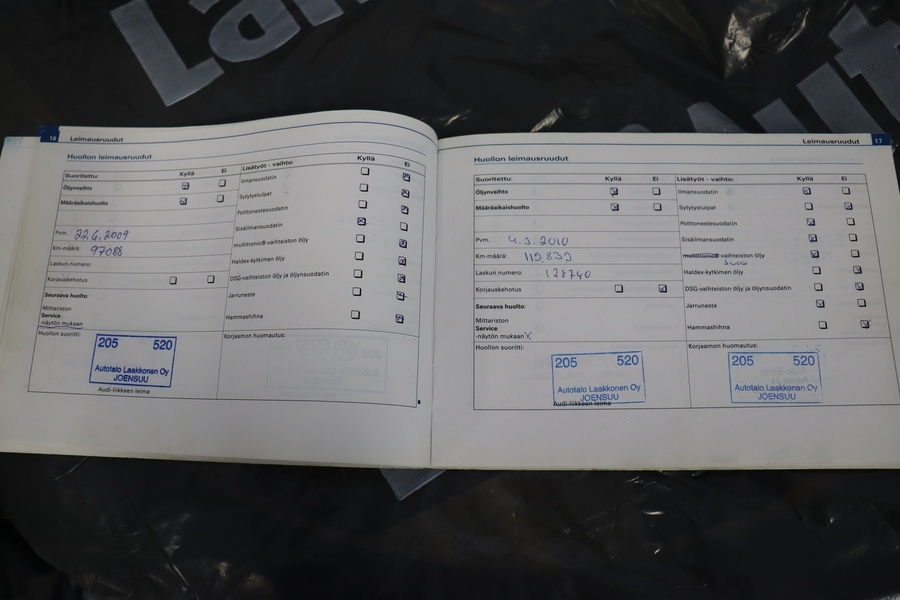 16 Leimausruudut
Huollon leimausruudut
Suoritettu: Kyllä Ei
Öljynvaihto
Määräaikaishuolto
Pvm. 22.6.2009
Km-määrä: 97088
Laskun numero:
Korjauskehotus
Seuraava huolto:
Mittariston
Service
-näytön mukaan
Huollon suoritti:
205 520
Autotalo Laakkonen Oy
JOENSUU
Audi-liikkeen leima
Lisätyöt - vaihto: Kyllä Ei
Ilmansuodatin
Sytytystulpat
Polttonestesuodatin
Sisäilmansuodatin
multitronic®-vaihteiston öljy
Haldex-kytkimen öljy
DSG-vaihteiston öljy ja öljynsuodatin
Jarruneste
Hammashihna
Korjaamon huomautus:
Leimausruudut 17
Huollon leimausruudut
Suoritettu: Kyllä Ei
Öljynvaihto
Määräaikaishuolto
Pvm. 4.3.2010
Km-määrä: 119.839
Laskun numero: 128740
Korjauskehotus
Seuraava huolto:
Mittariston
Service
-näytön mukaan
Huollon suoritti:
205 520
Autotalo Laakkonen Oy
JOENSUU
Audi-liikkeen leima
Lisätyöt - vaihto: Kyllä Ei
Ilmansuodatin
Sytytystulpat
Polttonestesuodatin
Sisäilmansuodatin
multitronic®-vaihteiston öljy
Haldex-kytkimen öljy
DSG-vaihteiston öljy ja öljynsuodatin
Jarruneste
Hammashihna
Korjaamon huomautus:
205 520
Autotalo Laakkonen Oy
JOENSUU